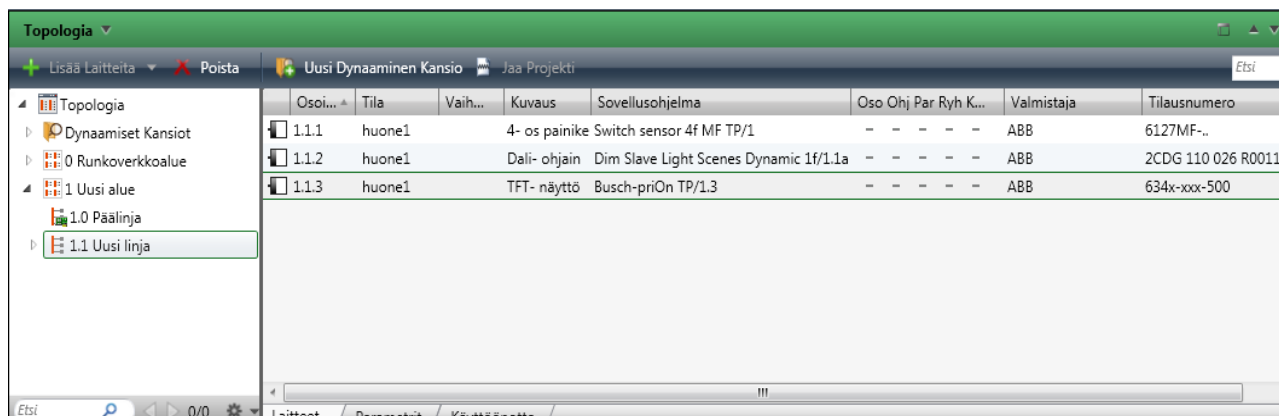 Topologia
Lisää Laitteita Poista Uusi Dynaaminen Kansio Jaa Projekti Etsi
Topologia
Dynaamiset Kansiot
0 Runkoverkkoalue
1 Uusi alue
1.0 Päälinja
1.1 Uusi linja
Osoi... Tila Vaih... Kuvaus Sovellusohjelma Oso Ohj Par Ryh K... Valmistaja Tilausnumero
1.1.1 huone1 4- os painike Switch sensor 4f MF TP/1 - - - - - ABB 6127MF-..
1.1.2 huone1 Dali- ohjain Dim Slave Light Scenes Dynamic 1f/1.1a - - - - - ABB 2CDG 110 026 R0011
1.1.3 huone1 TFT- näyttö Busch-priOn TP/1.3 - - - - - ABB 634x-xxx-500
Etsi 0/0
Laitteet Parametrit Käyttöönotto